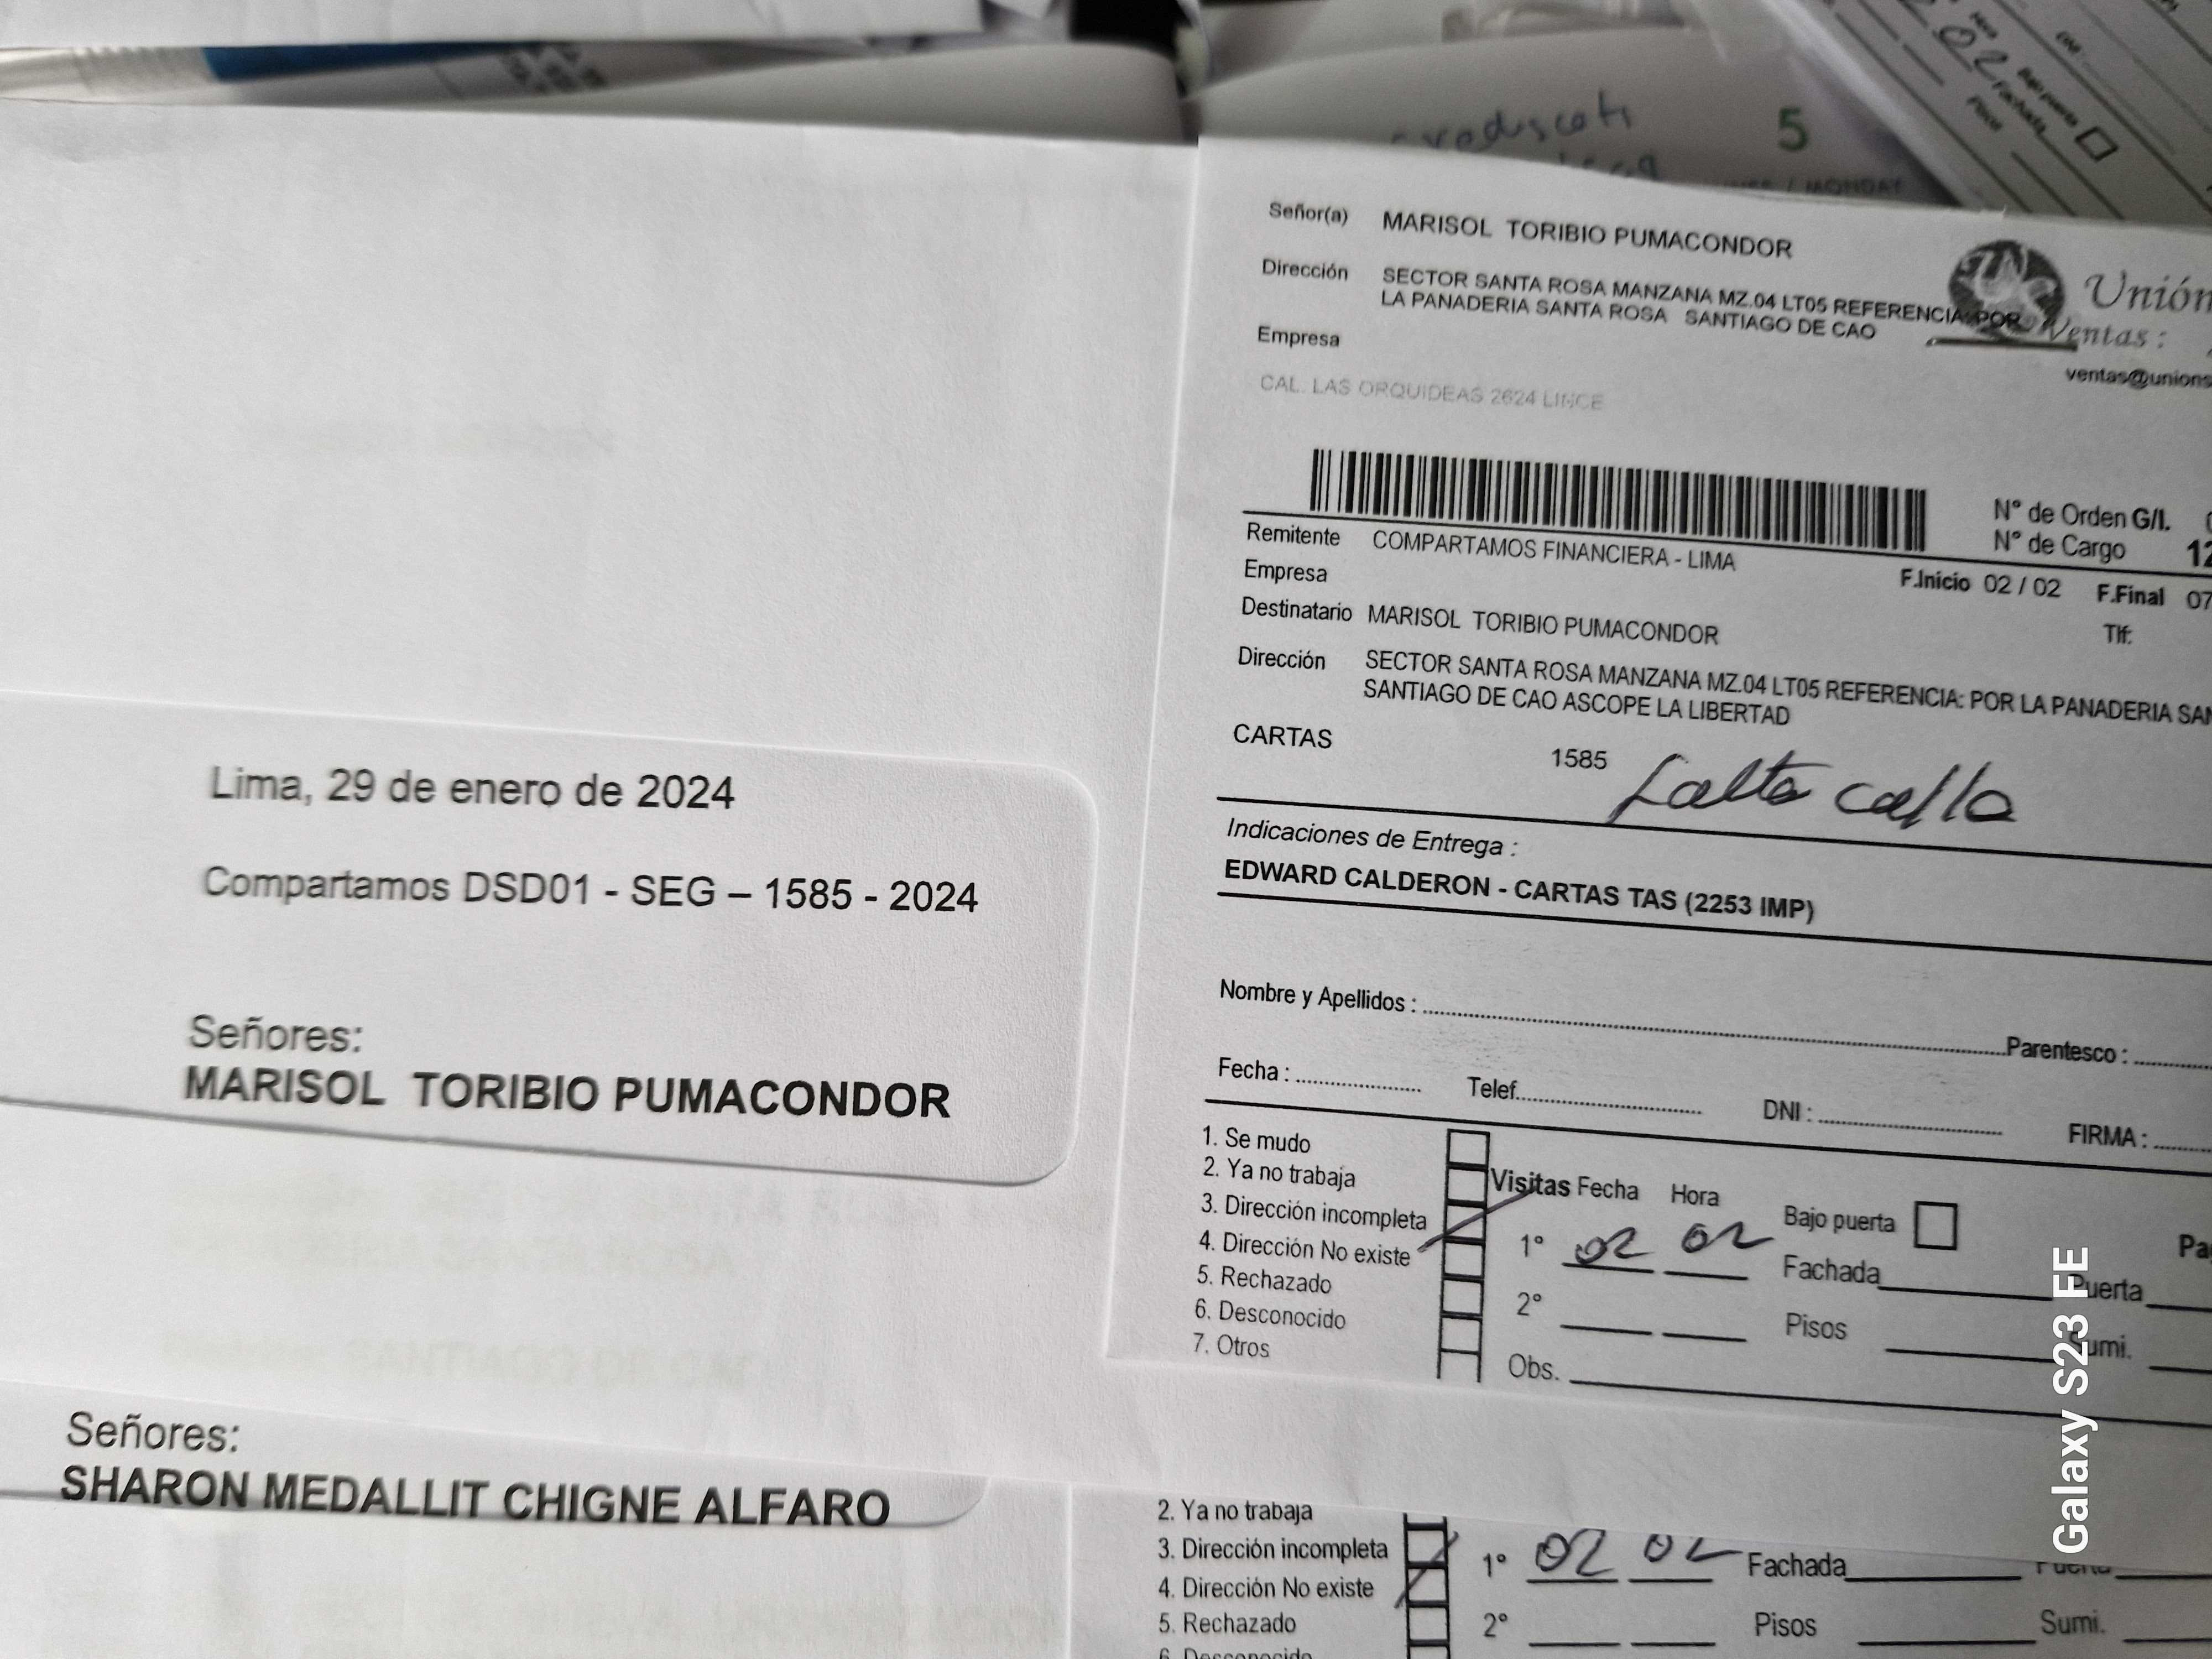 5
Señor(a) MARISOL TORIBIO PUMACONDOR
Dirección SECTOR SANTA ROSA MANZANA MZ.04 LT05 REFERENCIA: POR
LA PANADERIA SANTA ROSA SANTIAGO DE CAO
Empresa
CAL. LAS ORQUIDEAS 2624 LINCE
Unión
Ventas :
ventas@unions
N° de Orden G/I.
N° de Cargo 12
Remitente COMPARTAMOS FINANCIERA - LIMA
Empresa
F.Inicio 02 / 02 F.Final 07
Destinatario MARISOL TORIBIO PUMACONDOR
Tlf:
Dirección SECTOR SANTA ROSA MANZANA MZ.04 LT05 REFERENCIA: POR LA PANADERIA SAN
SANTIAGO DE CAO ASCOPE LA LIBERTAD
CARTAS 1585 falta calle
Indicaciones de Entrega :
EDWARD CALDERON - CARTAS TAS (2253 IMP)
Nombre y Apellidos :
Parentesco :
Fecha : Telef. DNI : FIRMA :
1. Se mudo
2. Ya no trabaja
3. Dirección incompleta
4. Dirección No existe
5. Rechazado
6. Desconocido
7. Otros
Visitas Fecha Hora
1° 02 02
2°
Obs.
Bajo puerta
Fachada Puerta
Pisos Sumi.
Lima, 29 de enero de 2024
Compartamos DSD01 - SEG – 1585 - 2024
Señores:
MARISOL TORIBIO PUMACONDOR
Señores:
SHARON MEDALLIT CHIGNE ALFARO
2. Ya no trabaja
3. Dirección incompleta
4. Dirección No existe
5. Rechazado
6. Desconocido
1° 02 02 Fachada Puerta
2° Pisos Sumi.
Galaxy S23 FE